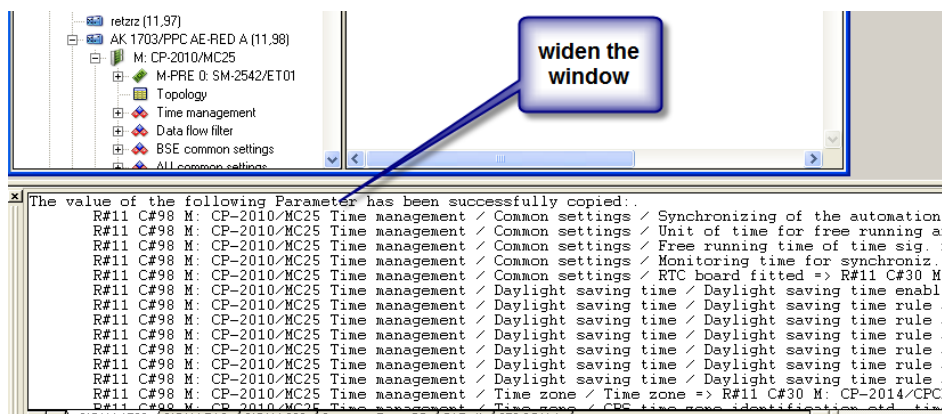 retzrz (11,97)
AK 1703/PPC AE-RED A (11,98)
M: CP-2010/MC25
M-PRE 0: SM-2542/ET01
Topology
Time management
Data flow filter
BSE common settings
AU common settings
widen the
window
The value of the following Parameter has been successfully copied:.
R#11 C#98 M: CP-2010/MC25 Time management / Common settings / Synchronizing of the automation
R#11 C#98 M: CP-2010/MC25 Time management / Common settings / Unit of time for free running
R#11 C#98 M: CP-2010/MC25 Time management / Common settings / Free running time of time sig.
R#11 C#98 M: CP-2010/MC25 Time management / Common settings / Monitoring time for synchroniz.
R#11 C#98 M: CP-2010/MC25 Time management / Common settings / RTC board fitted => R#11 C#30 M
R#11 C#98 M: CP-2010/MC25 Time management / Daylight saving time / Daylight saving time enabl
R#11 C#98 M: CP-2010/MC25 Time management / Daylight saving time / Daylight saving time rule
R#11 C#98 M: CP-2010/MC25 Time management / Daylight saving time / Daylight saving time rule
R#11 C#98 M: CP-2010/MC25 Time management / Daylight saving time / Daylight saving time rule
R#11 C#98 M: CP-2010/MC25 Time management / Daylight saving time / Daylight saving time rule
R#11 C#98 M: CP-2010/MC25 Time management / Daylight saving time / Daylight saving time rule
R#11 C#98 M: CP-2010/MC25 Time management / Daylight saving time / Daylight saving time rule
R#11 C#98 M: CP-2010/MC25 Time management / Time zone / Time zone => R#11 C#30 M: CP-2014/CPC
R#11 C#98 M: CP-2010/MC25 Time management / Time zone / GPS time zone identification